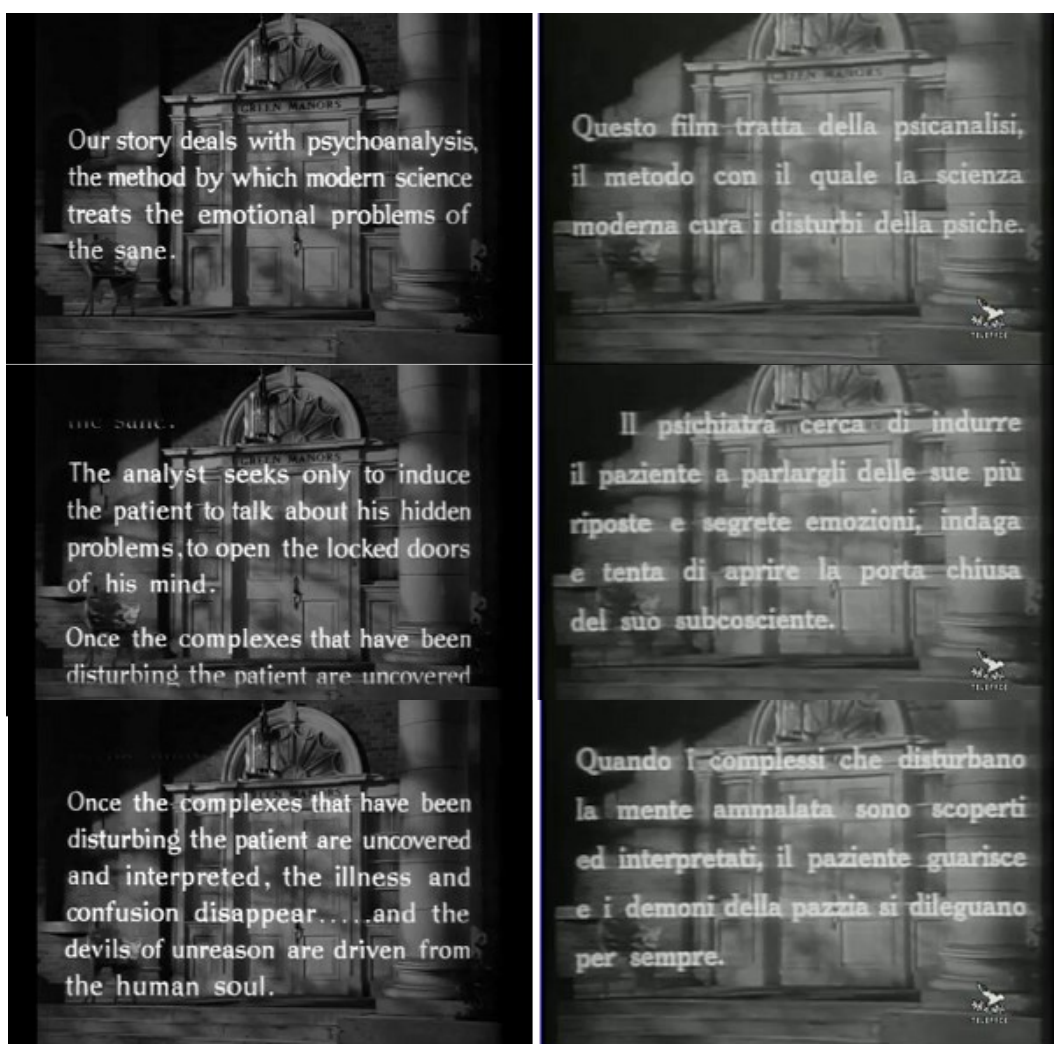 GREEN MANORS
Our story deals with psychoanalysis,
the method by which modern science
treats the emotional problems of
the sane.
GREEN MANORS
Questo film tratta della psicanalisi,
il metodo con il quale la scienza
moderna cura i disturbi della psiche.
TELEPACE
the sane.
GREEN MANORS
The analyst seeks only to induce
the patient to talk about his hidden
problems, to open the locked doors
of his mind.
Once the complexes that have been
disturbing the patient are uncovered
Il psichiatra cerca di indurre
il paziente a parlargli delle sue più
riposte e segrete emozioni, indaga
e tenta di aprire la porta chiusa
del suo subcosciente.
TELEPACE
Once the complexes that have been
disturbing the patient are uncovered
and interpreted, the illness and
confusion disappear.....and the
devils of unreason are driven from
the human soul.
Quando i complessi che disturbano
la mente ammalata sono scoperti
ed interpretati, il paziente guarisce
e i demoni della pazzia si dileguano
per sempre.
TELEPACE